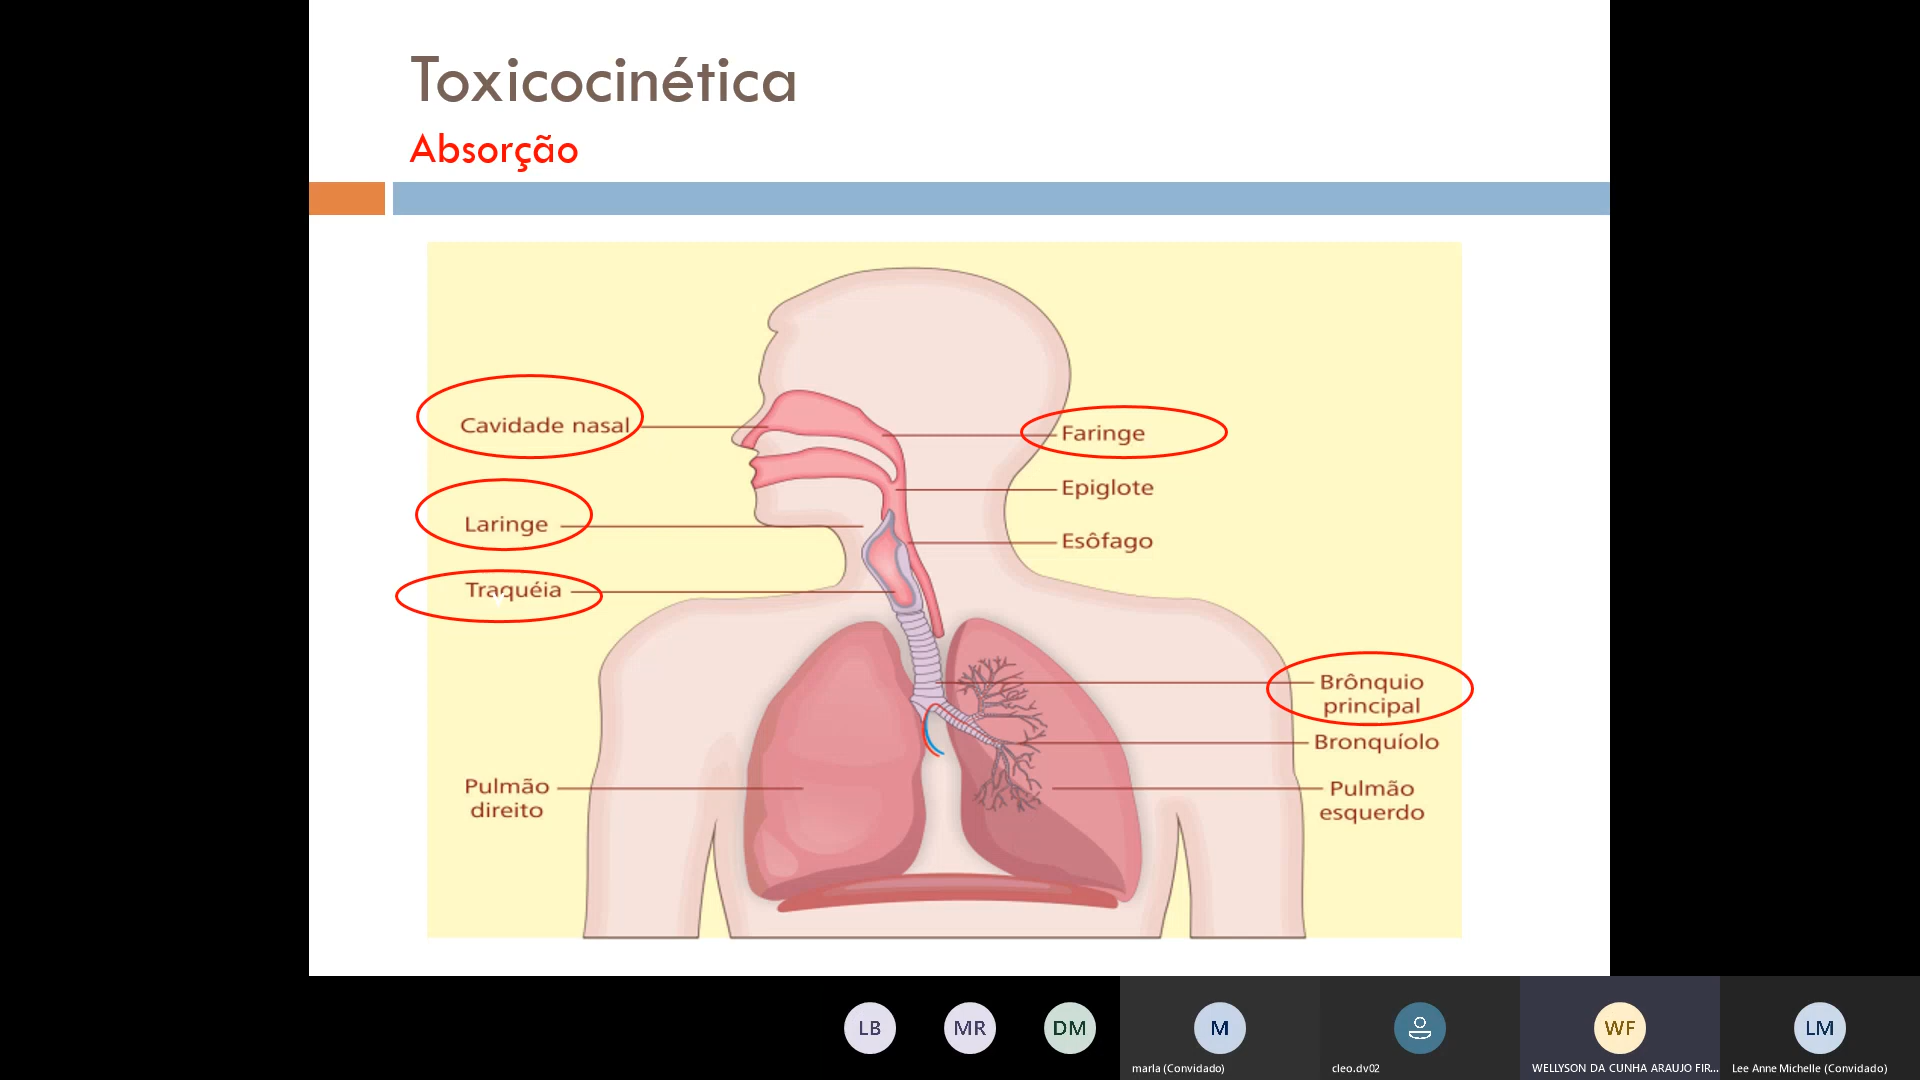 Toxicocinética
Absorção
Cavidade nasal
Laringe
Traquéia
Pulmão
direito
Faringe
Epiglote
Esôfago
Brônquio
principal
Bronquíolo
Pulmão
esquerdo
LB
MR
DM
M
marla (Convidado)
cleo.dv02
WF
WELLYSON DA CUNHA ARAUJO FIR...
LM
Lee Anne Michelle (Convidado)